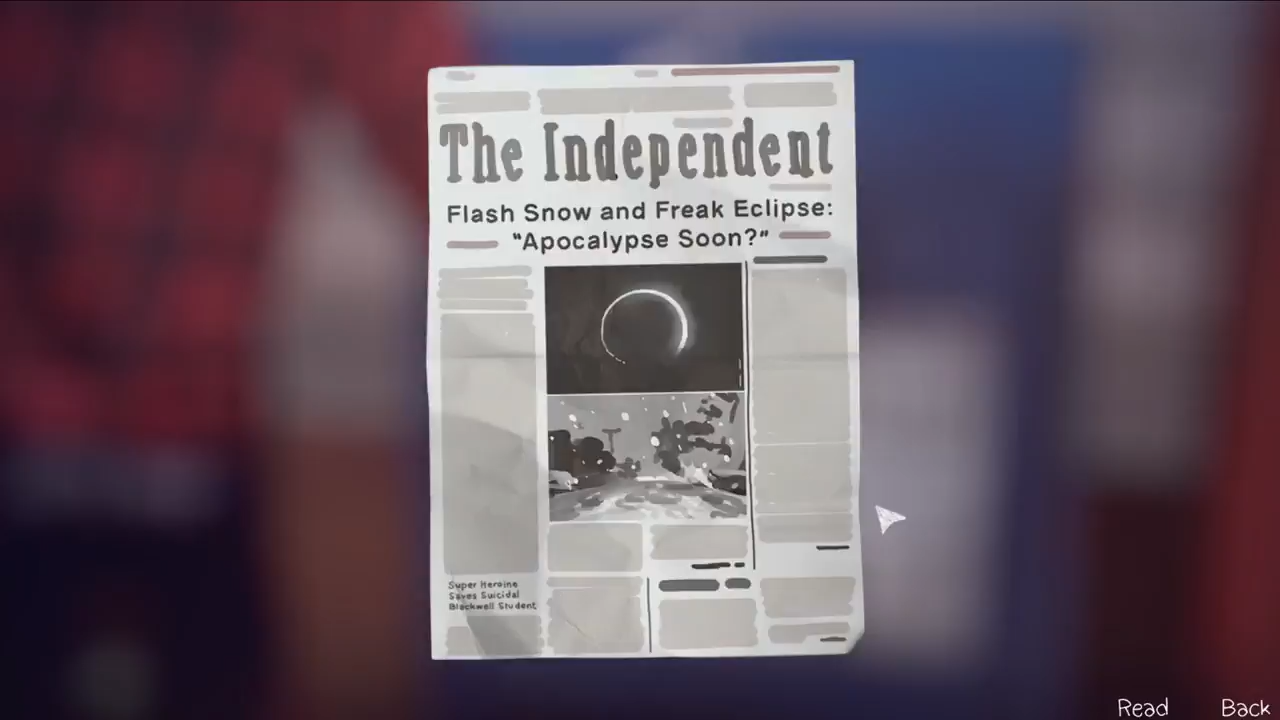 The Independent
Flash Snow and Freak Eclipse:
"Apocalypse Soon?"
Super Heroine
Saves Suicidal
Blackwell Student
Read
Back